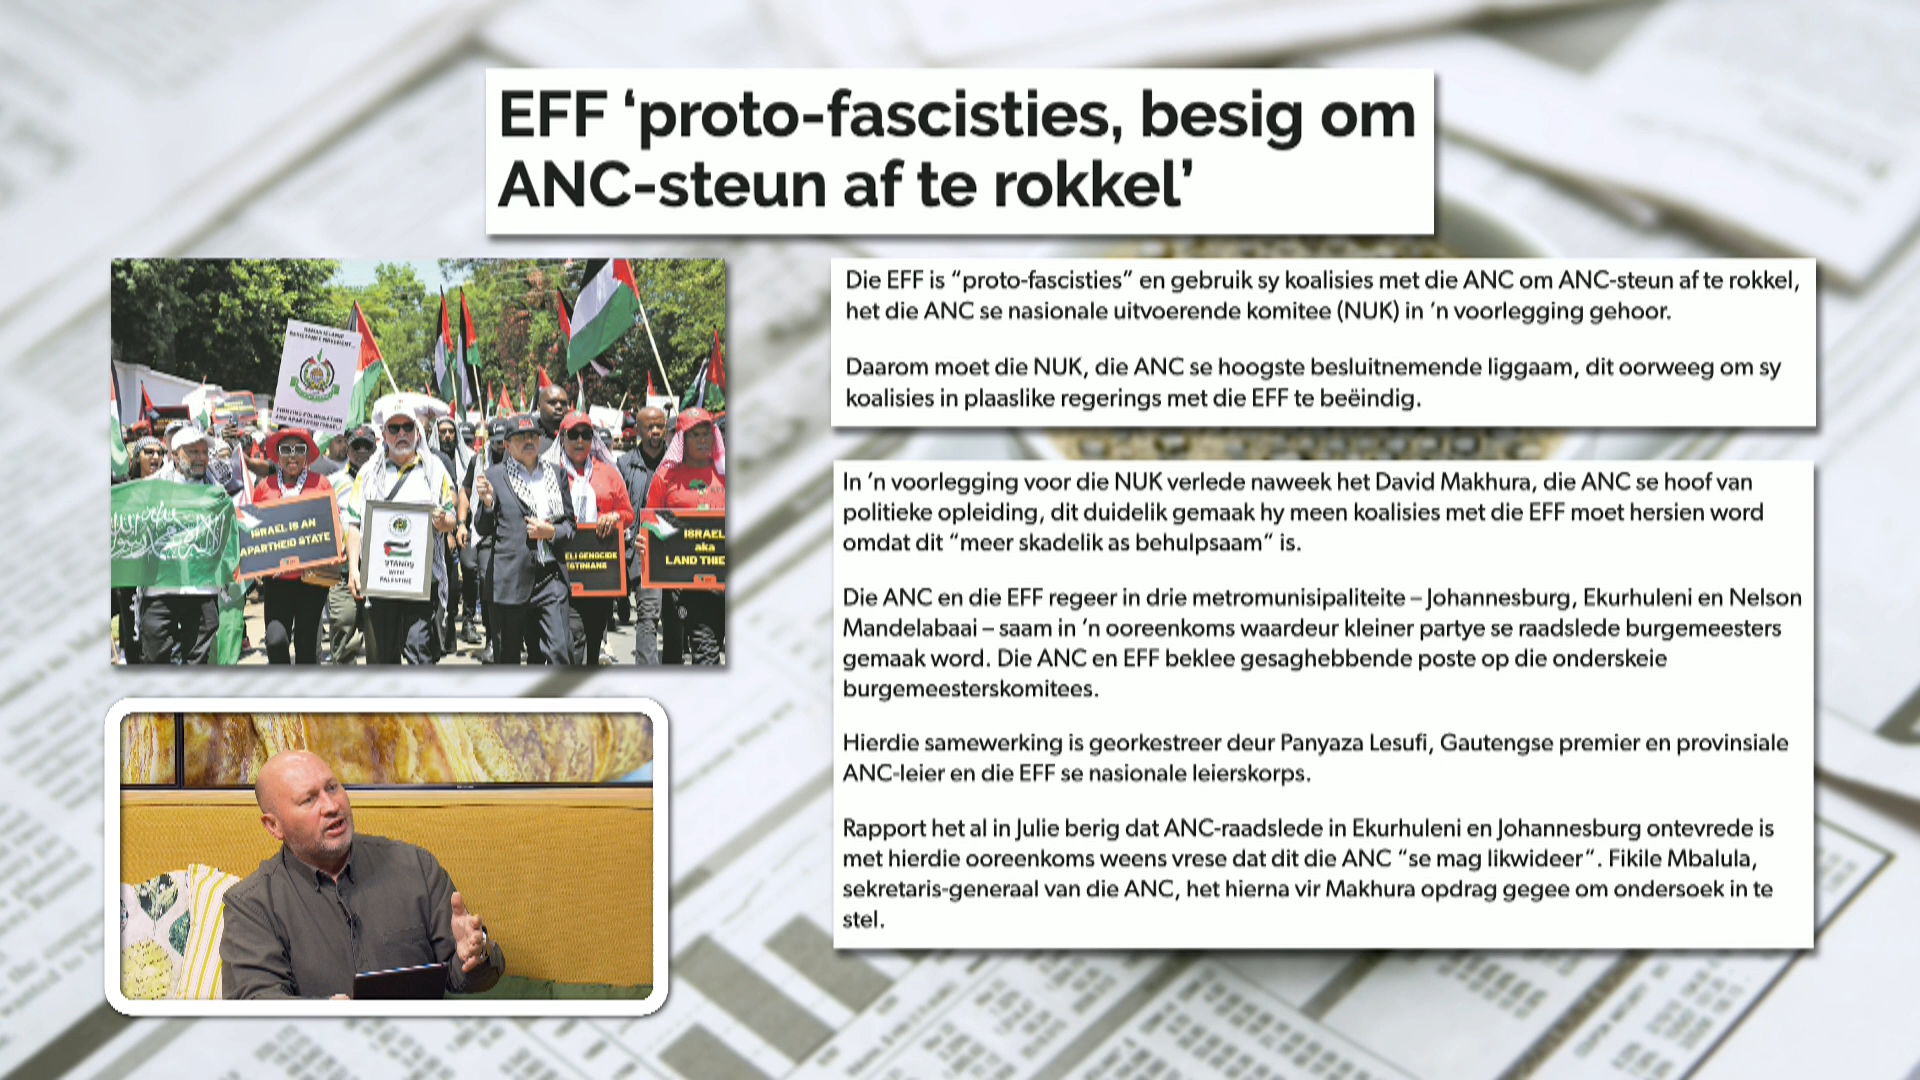 EFF ‘proto-fascisties, besig om
ANC-steun af te rokkel’
Die EFF is “proto-fascisties” en gebruik sy koalisies met die ANC om ANC-steun af te rokkel,
het die ANC se nasionale uitvoerende komitee (NUK) in ’n voorlegging gehoor.
Daarom moet die NUK, die ANC se hoogste besluitnemende liggaam, dit oorweeg om sy
koalisies in plaaslike regerings met die EFF te beëindig.
In ’n voorlegging voor die NUK verlede naweek het David Makhura, die ANC se hoof van
politieke opleiding, dit duidelik gemaak hy meen koalisies met die EFF moet hersien word
omdat dit “meer skadelik as behulpsaam“ is.
Die ANC en die EFF regeer in drie metromunisipaliteite – Johannesburg, Ekurhuleni en Nelson
Mandelabaai – saam in ’n ooreenkoms waardeur kleiner partye se raadslede burgemeesters
gemaak word. Die ANC en EFF beklee gesaghebbende poste op die onderskeie
burgemeesterskomitees.
Hierdie samewerking is georkestreer deur Panyaza Lesufi, Gautengse premier en provinsiale
ANC-leier en die EFF se nasionale leierskorps.
Rapport het al in Julie berig dat ANC-raadslede in Ekurhuleni en Johannesburg ontevrede is
met hierdie ooreenkoms weens vrese dat dit die ANC “se mag likwideer“. Fikile Mbalula,
sekretaris-generaal van die ANC, het hierna vir Makhura opdrag gegee om ondersoek in te
stel.
ISRAEL IS AN
APARTHEID STATE
STANDS
WITH
PALESTINE
ELI GENOCIDE
ESTINIANS
ISRAEL
aka
LAND THIE